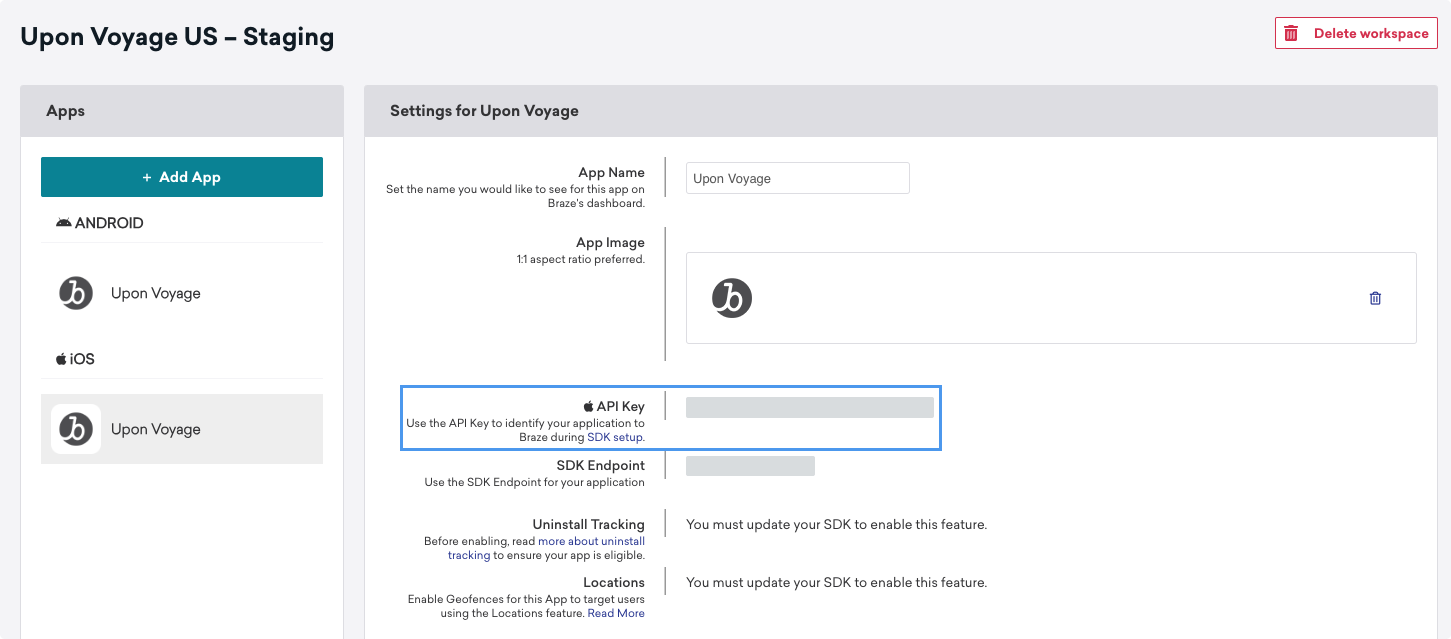 Upon Voyage US – Staging
Delete workspace
Apps
+ Add App
ANDROID
Upon Voyage
iOS
Upon Voyage
Settings for Upon Voyage
App Name
Set the name you would like to see for this app on
Braze's dashboard.
Upon Voyage
App Image
1:1 aspect ratio preferred.
API Key
Use the API Key to identify your application to
Braze during SDK setup.
SDK Endpoint
Use the SDK Endpoint for your application
Uninstall Tracking
Before enabling, read more about uninstall
tracking to ensure your app is eligible.
You must update your SDK to enable this feature.
Locations
Enable Geofences for this App to target users
using the Locations feature. Read More
You must update your SDK to enable this feature.